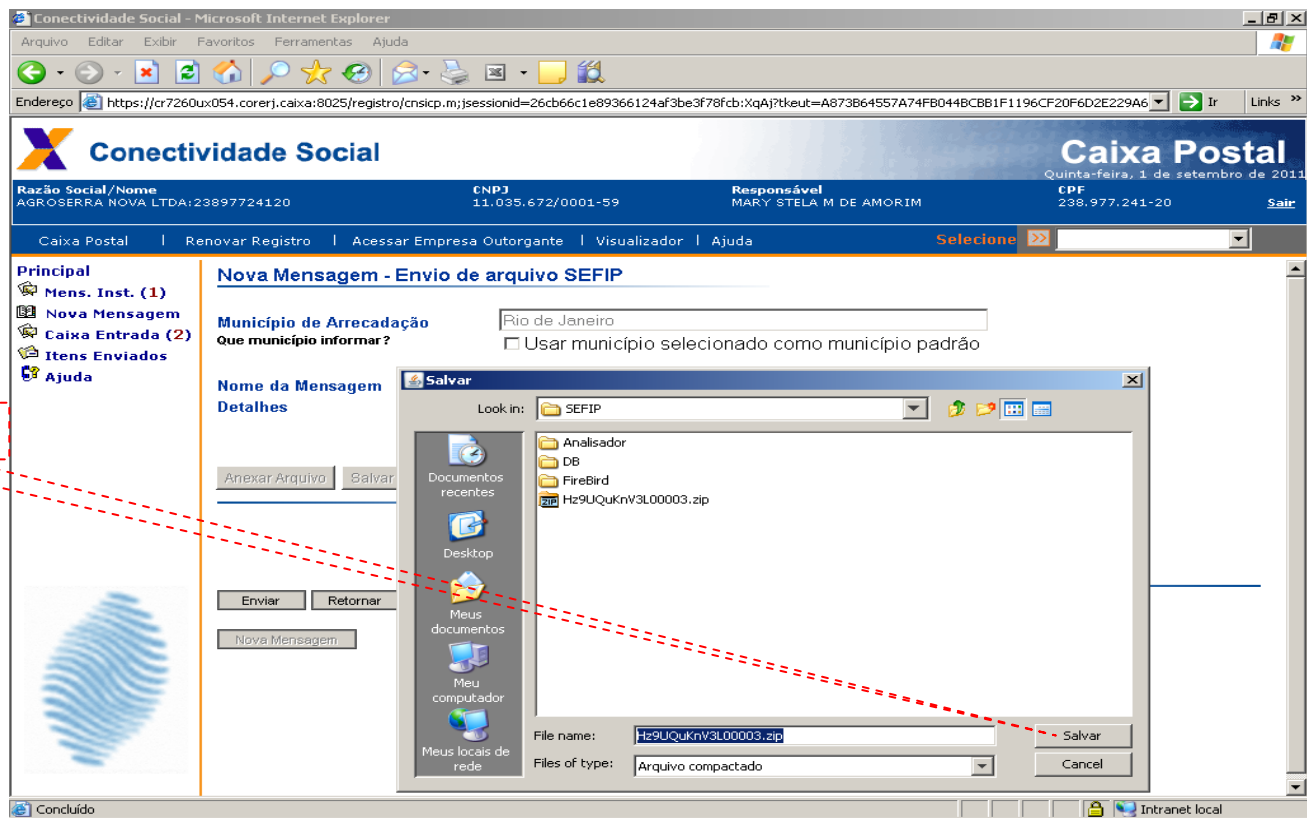 Conectividade Social - Microsoft Internet Explorer
Arquivo Editar Exibir Favoritos Ferramentas Ajuda
Endereço https://cr7260ux054.corerj.caixa:8025/registro/cnsicp.m;jsessionid=26cb66c1e89366124af3be3f78fcb:XqAj?tkeut=A873B64557A74FB044BCBB1F1196CF20F6D2E229A6 Ir Links »
Conectividade Social
Caixa Postal
Quinta-feira, 1 de setembro de 2011
Razão Social/Nome CNPJ Responsável CPF
AGROSERRA NOVA LTDA:23897724120 11.035.672/0001-59 MARY STELA M DE AMORIM 238.977.241-20 Sair
Caixa Postal | Renovar Registro | Acessar Empresa Outorgante | Visualizador | Ajuda Selecione
Principal
Mens. Inst. (1)
Nova Mensagem
Caixa Entrada (2)
Itens Enviados
Ajuda
Nova Mensagem - Envio de arquivo SEFIP
Município de Arrecadação Rio de Janeiro
Que município informar? Usar município selecionado como município padrão
Nome da Mensagem
Detalhes
Anexar Arquivo Salvar
Enviar Retornar
Nova Mensagem
Salvar
Look in: SEFIP
Documentos recentes
Desktop
Meus documentos
Meu computador
Meus locais de rede
Analisador
DB
FireBird
Hz9UQuKnV3L00003.zip
File name: Hz9UQuKnV3L00003.zip Salvar
Files of type: Arquivo compactado Cancel
Concluído Intranet local